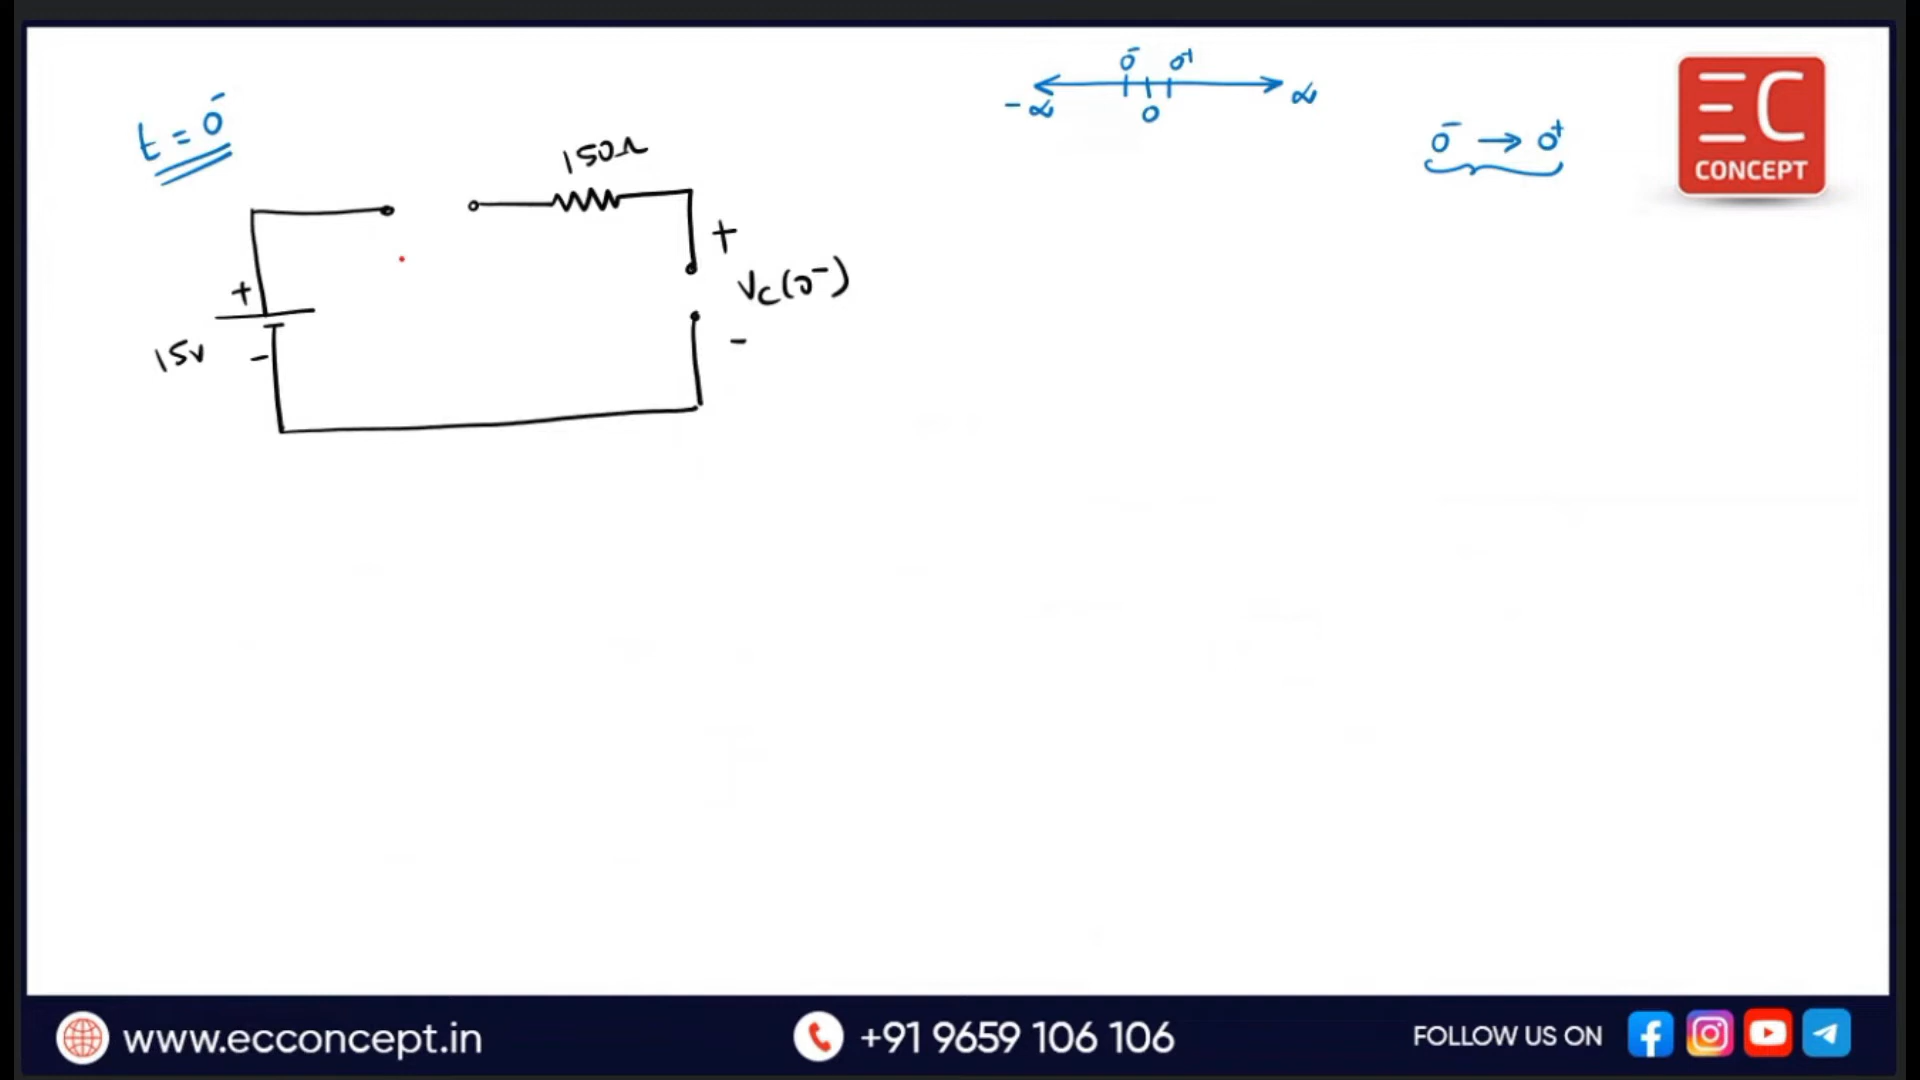 0⁻ 0⁺
-∝ 0 ∝
t = 0⁻
0⁻ → 0⁺
EC
CONCEPT
150Ω
+
Vc(0⁻)
-
+
15V -
www.ecconcept.in
+91 9659 106 106
FOLLOW US ON